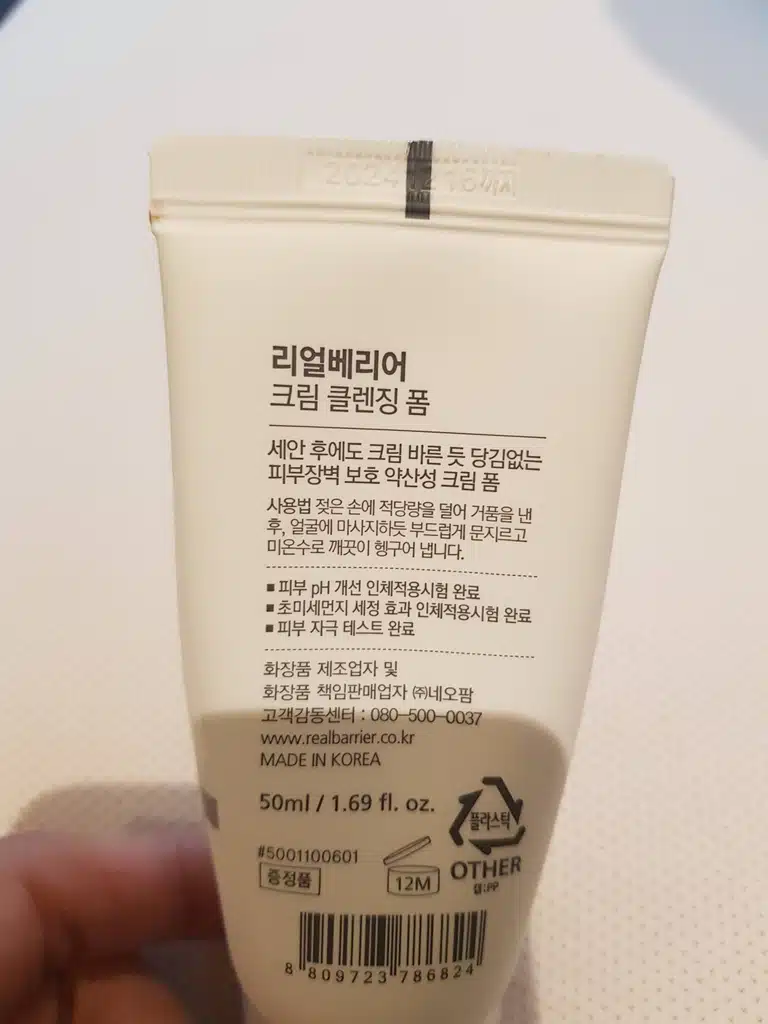 2024 12 16까지
리얼베리어
크림 클렌징 폼
세안 후에도 크림 바른 듯 당김없는
피부장벽 보호 약산성 크림 폼
사용법 젖은 손에 적당량을 덜어 거품을 낸
후, 얼굴에 마사지하듯 부드럽게 문지르고
미온수로 깨끗이 헹구어 냅니다.
■ 피부 pH 개선 인체적용시험 완료
■ 초미세먼지 세정 효과 인체적용시험 완료
■ 피부 자극 테스트 완료
화장품 제조업자 및
화장품 책임판매업자 ㈜네오팜
고객감동센터 : 080-500-0037
www.realbarrier.co.kr
MADE IN KOREA
50ml / 1.69 fl. oz.
플라스틱
OTHER
캡:PP
#5001100601
증정품
12M
8 809723 786824